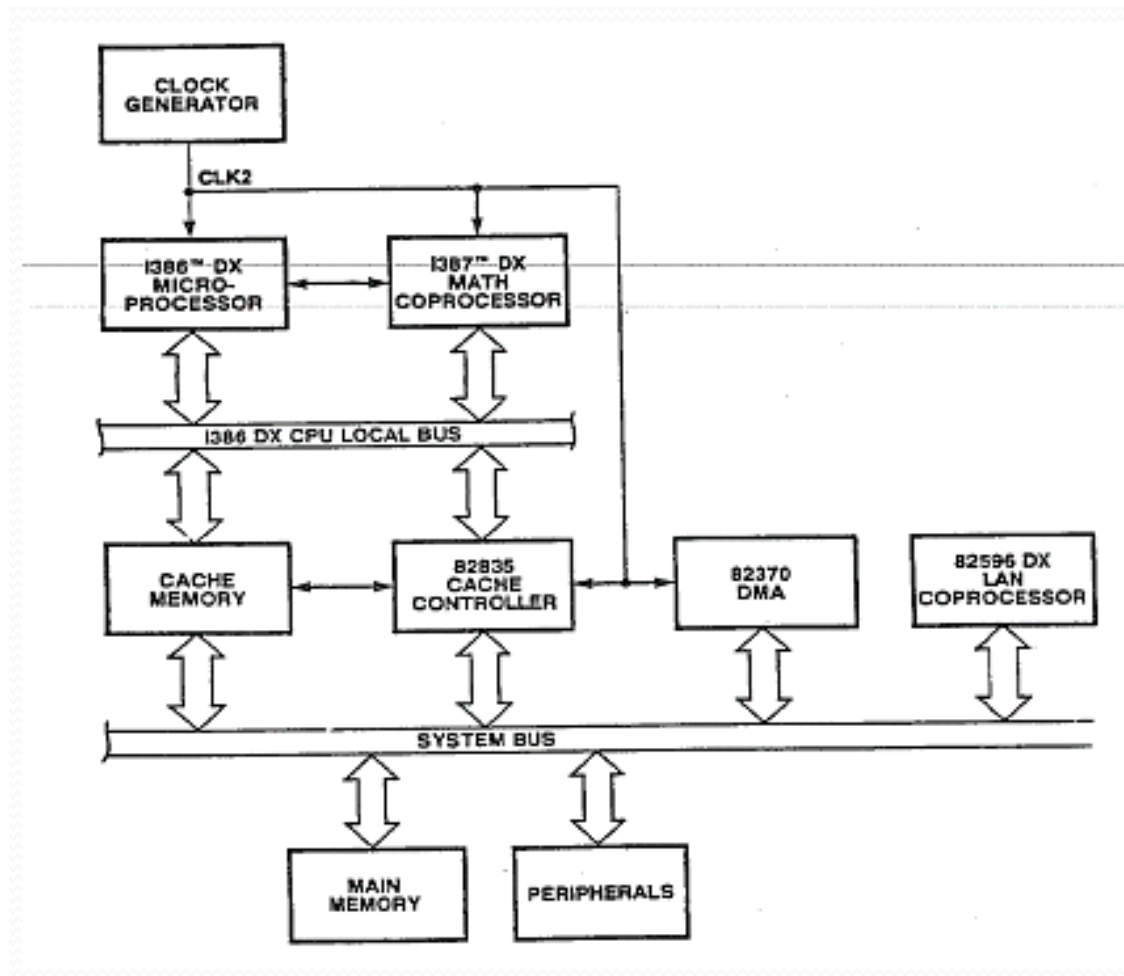 CLOCK
GENERATOR
CLK2
I386™ DX
MICRO-
PROCESSOR
I387™ DX
MATH
COPROCESSOR
I386 DX CPU LOCAL BUS
CACHE
MEMORY
82835
CACHE
CONTROLLER
82370
DMA
82596 DX
LAN
COPROCESSOR
SYSTEM BUS
MAIN
MEMORY
PERIPHERALS